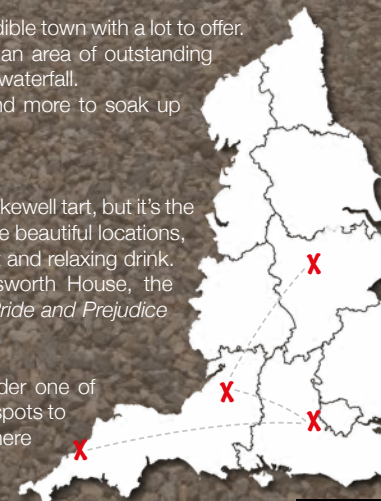 dible town with a lot to offer.
an area of outstanding
waterfall.
nd more to soak up
kewell tart, but it's the
e beautiful locations,
t and relaxing drink.
sworth House, the
Pride and Prejudice
der one of
spots to
here
X
X
X
X